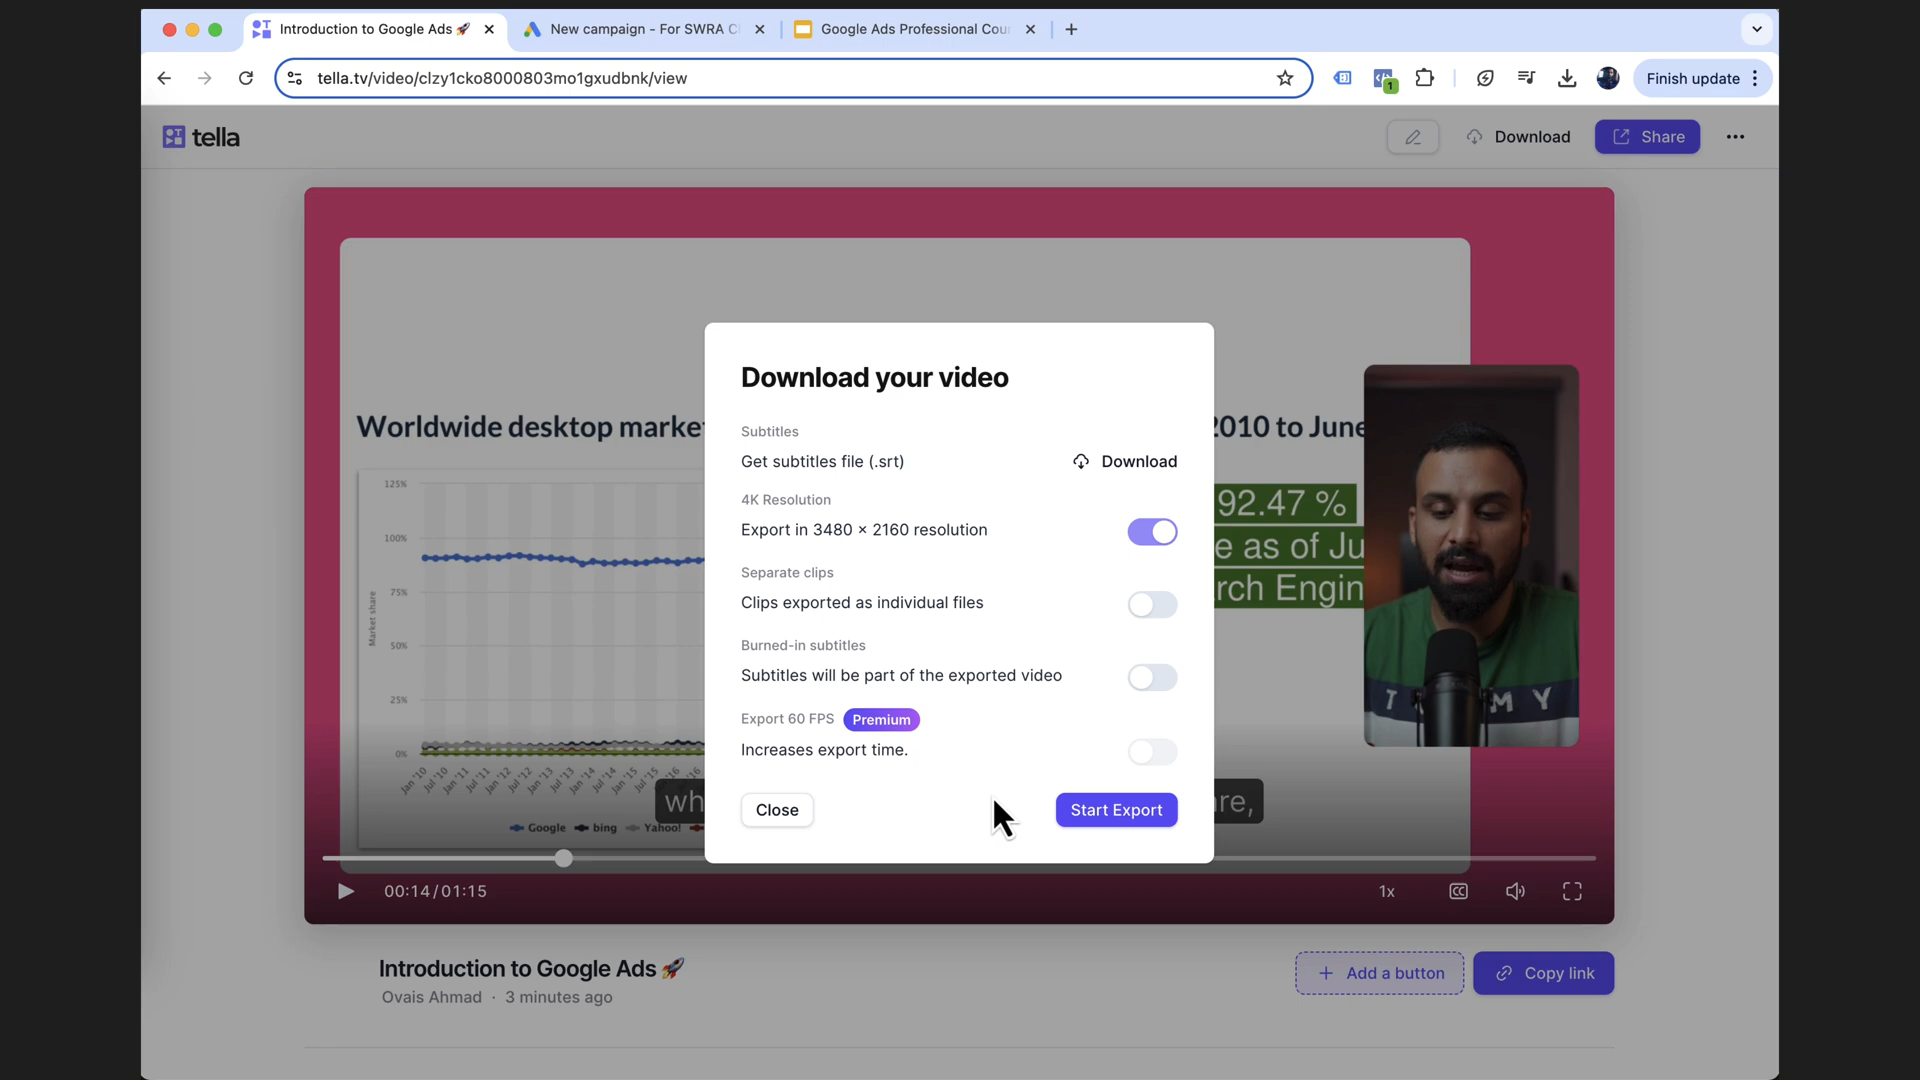 Introduction to Google Ads 🚀
New campaign - For SWRA C
Google Ads Professional Cour
tella.tv/video/clzy1cko8000803mo1gxudbnk/view
1
Finish update
tella
Download
Share
Download your video
Subtitles
Get subtitles file (.srt)
Download
4K Resolution
Export in 3480 × 2160 resolution
Separate clips
Clips exported as individual files
Burned-in subtitles
Subtitles will be part of the exported video
Export 60 FPS
Premium
Increases export time.
Close
Start Export
Worldwide desktop marke
2010 to June
125%
100%
75%
50%
25%
0%
Market share
Jan '10
Jul '10
Jan '11
Jul '11
Jan '12
Jul '12
Jan '13
Jul '13
Jan '14
Jul '14
Jan '15
Jul '15
Google
bing
Yahoo!
92.47 %
e as of Ju
rch Engin
T
M Y
wh
re,
00:14/01:15
1x
CC
Introduction to Google Ads 🚀
Ovais Ahmad · 3 minutes ago
+ Add a button
Copy link